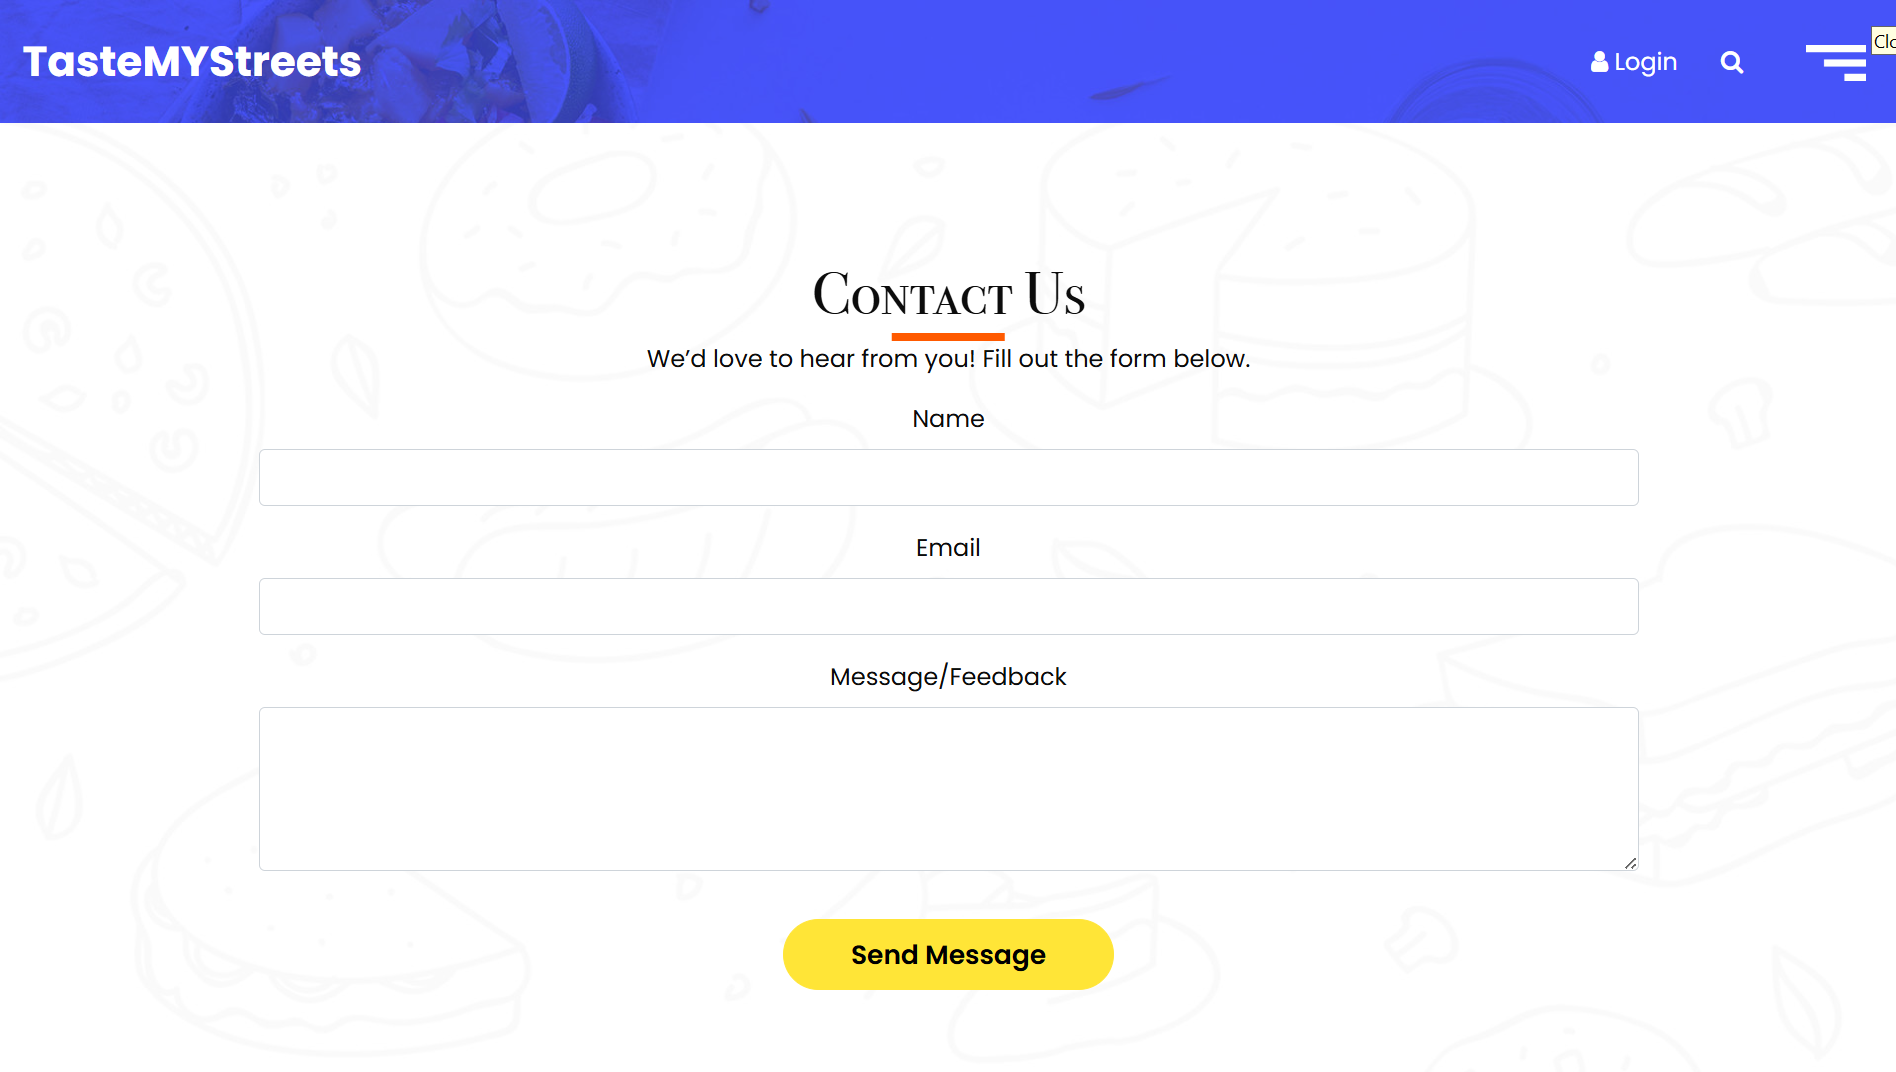 TasteMYStreets
Login
Contact Us
We’d love to hear from you! Fill out the form below.
Name
Email
Message/Feedback
Send Message